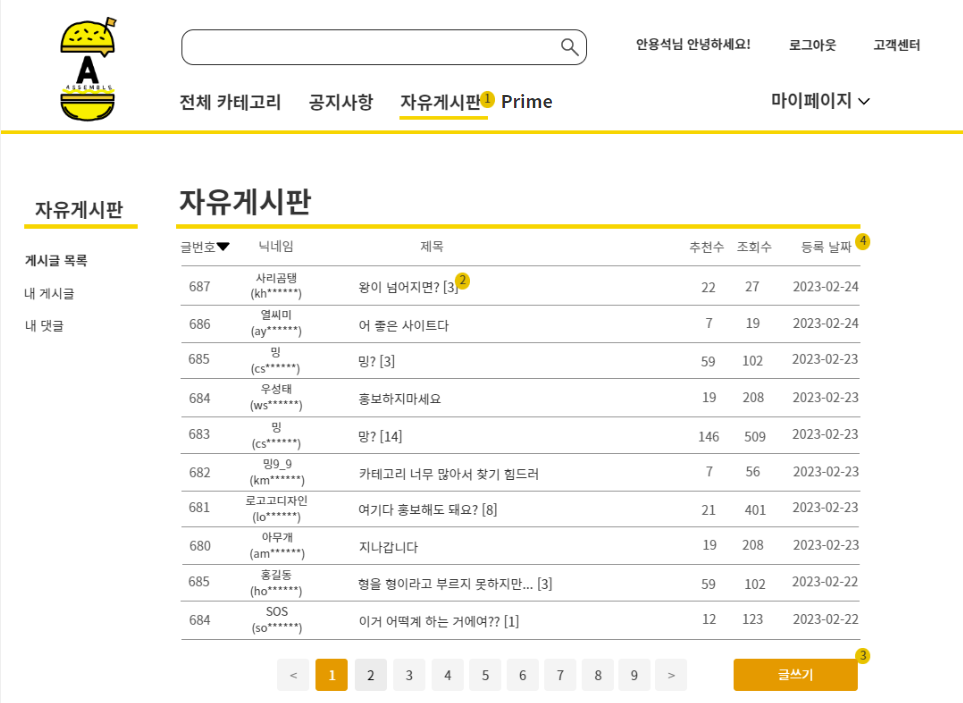 안용석님 안녕하세요! 로그아웃 고객센터
A
ASSEMBLE
전체 카테고리 공지사항 자유게시판 1 Prime 마이페이지
자유게시판
게시글 목록
내 게시글
내 댓글
자유게시판
글번호▼ 닉네임 제목 추천수 조회수 등록 날짜 4
687 사리곰탱 (kh******) 왕이 넘어지면? [3] 2 22 27 2023-02-24
686 열씨미 (ay******) 어 좋은 사이트다 7 19 2023-02-24
685 밍 (cs******) 밍? [3] 59 102 2023-02-23
684 우성태 (ws******) 홍보하지마세요 19 208 2023-02-23
683 밍 (cs******) 망? [14] 146 509 2023-02-23
682 밍9_9 (km******) 카테고리 너무 많아서 찾기 힘드러 7 56 2023-02-23
681 로고고디자인 (lo******) 여기다 홍보해도 돼요? [8] 21 401 2023-02-23
680 아무개 (am******) 지나갑니다 19 208 2023-02-23
685 홍길동 (ho******) 형을 형이라고 부르지 못하지만... [3] 59 102 2023-02-22
684 SOS (so******) 이거 어떡계 하는 거에여?? [1] 12 123 2023-02-22
< 1 2 3 4 5 6 7 8 9 > 글쓰기 3